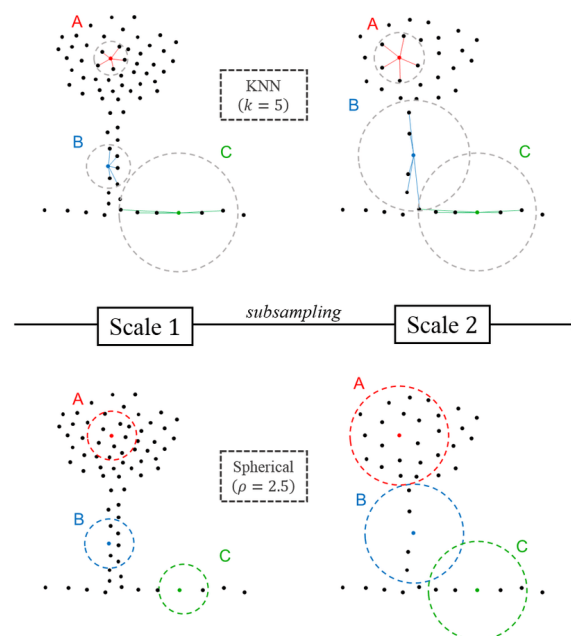 A
A
KNN
(k = 5)
B
B
C
C
Scale 1
subsampling
Scale 2
A
A
Spherical
(ρ = 2.5)
B
B
C
C